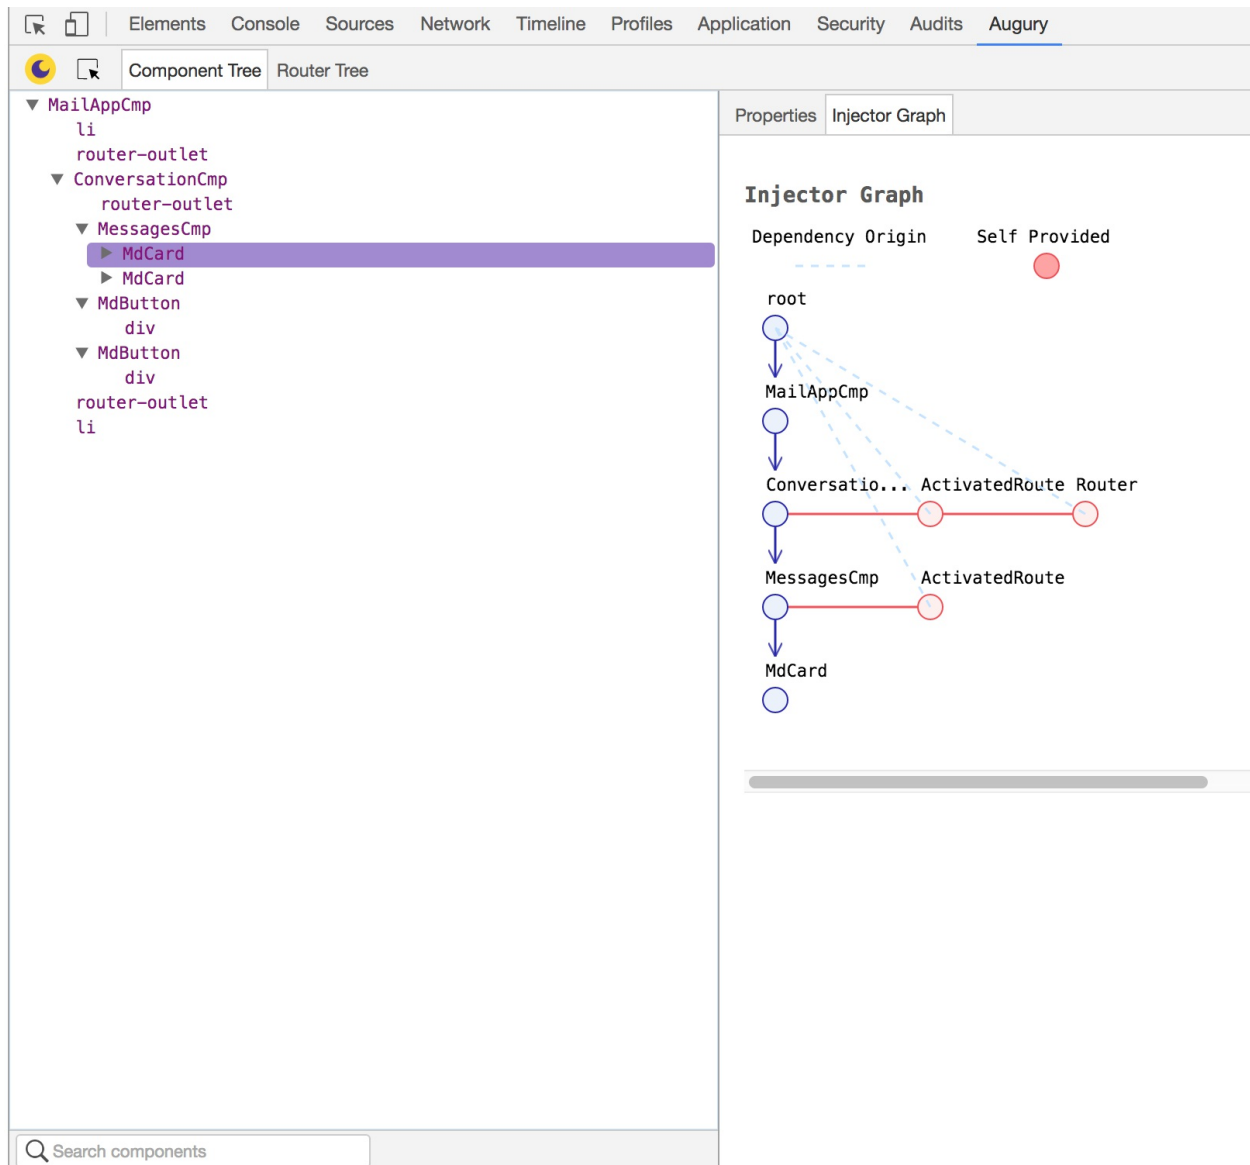 Elements Console Sources Network Timeline Profiles Application Security Audits Augury
Component Tree Router Tree
MailAppCmp
li
router-outlet
ConversationCmp
router-outlet
MessagesCmp
MdCard
MdCard
MdButton
div
MdButton
div
router-outlet
li
Search components
Properties Injector Graph
Injector Graph
Dependency Origin Self Provided
root
MailAppCmp
Conversatio... ActivatedRoute Router
MessagesCmp ActivatedRoute
MdCard